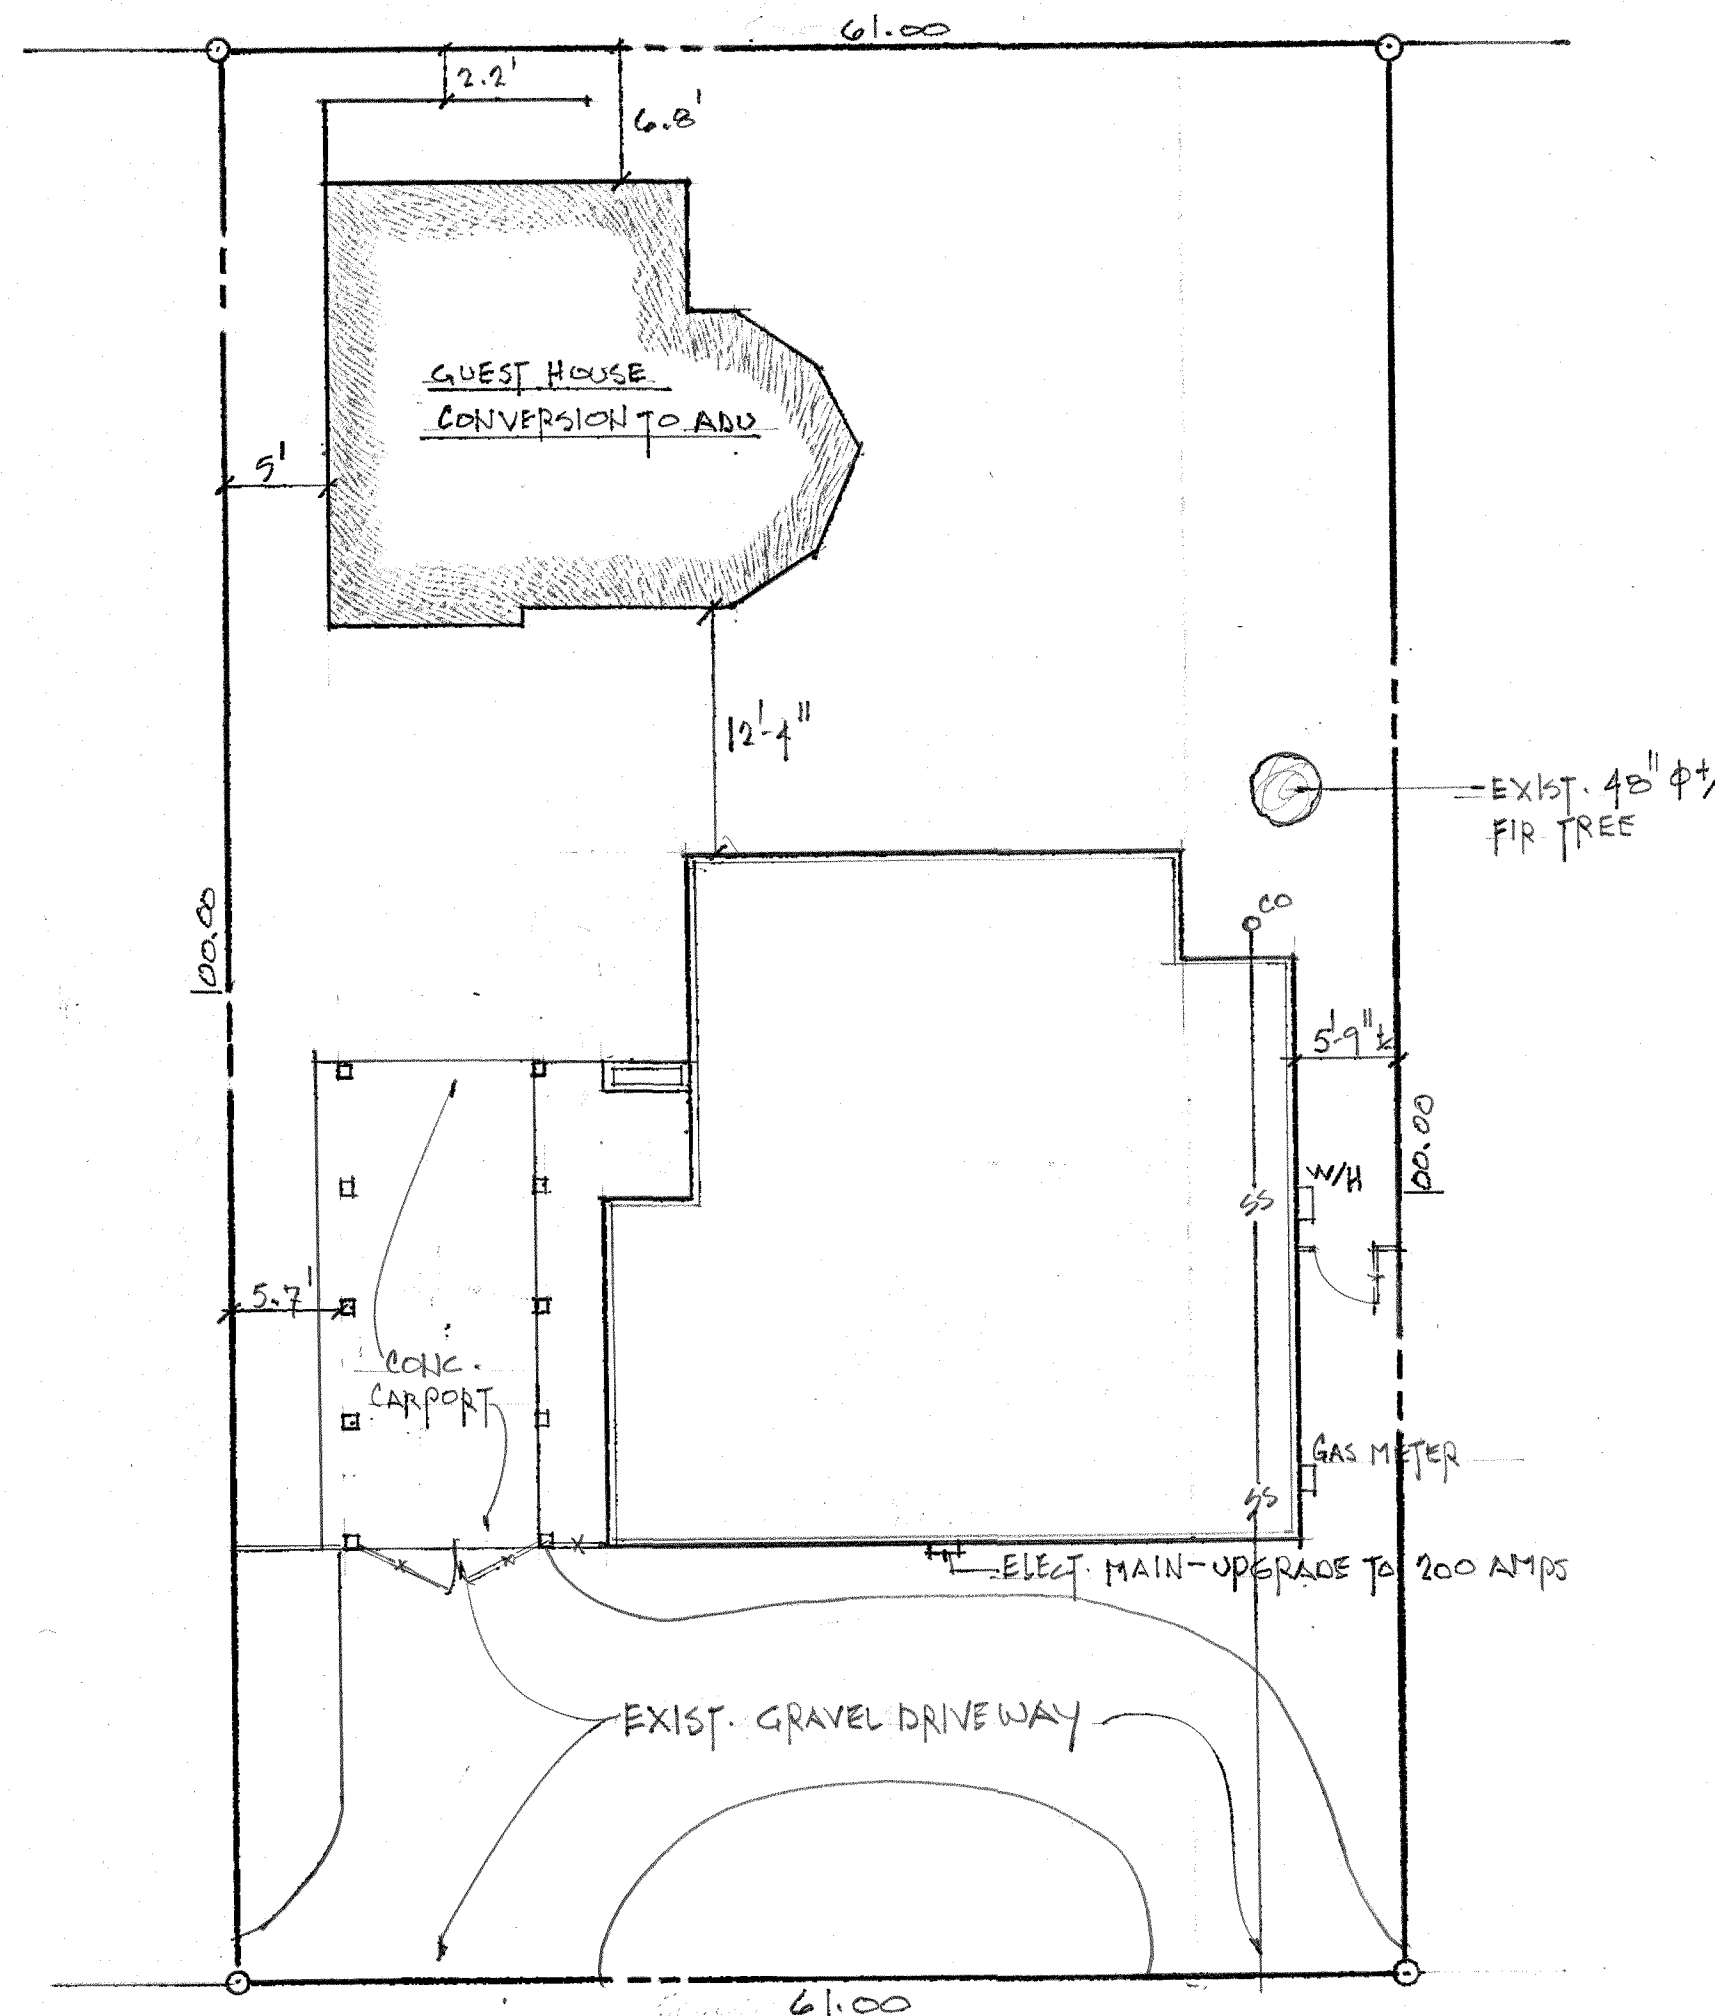 61.00
2.2'
6.8'
GUEST HOUSE
CONVERSION TO ADU
5'
12'-4"
EXIST. 48" Φ ±
FIR TREE
100.00
CO
5'-9" ±
100.00
W/H
SS
5.7'
CONC.
CARPORT
GAS METER
SS
ELECT. MAIN-UPGRADE TO 200 AMPS
EXIST. GRAVEL DRIVEWAY
61.00